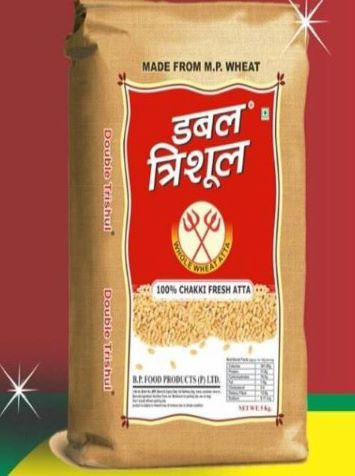 MADE FROM M.P. WHEAT
डबल®
त्रिशूल
WHOLE WHEAT ATTA
100% CHAKKI FRESH ATTA
Double Trishul®
Double Trishul
B.P. FOOD PRODUCTS (P) LTD.
NET WT. 5 Kg.